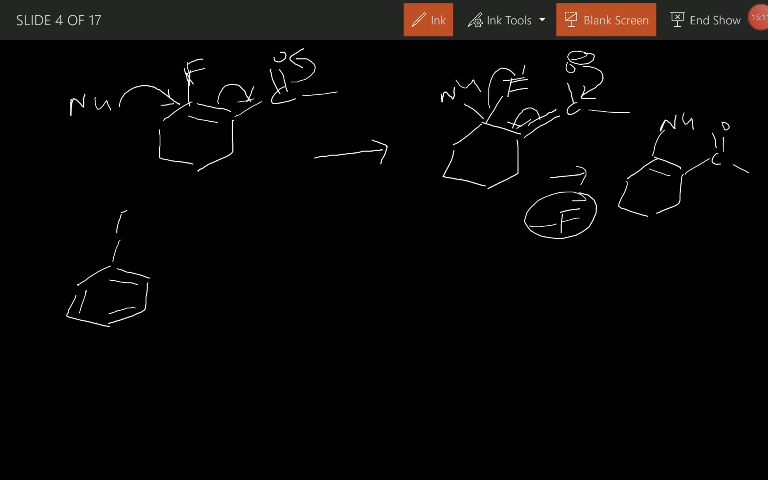 SLIDE 4 OF 17
Ink
Ink Tools
Blank Screen
End Show
Nu
F
O
C
Nu
F
O
C
Nu
O
C
-F